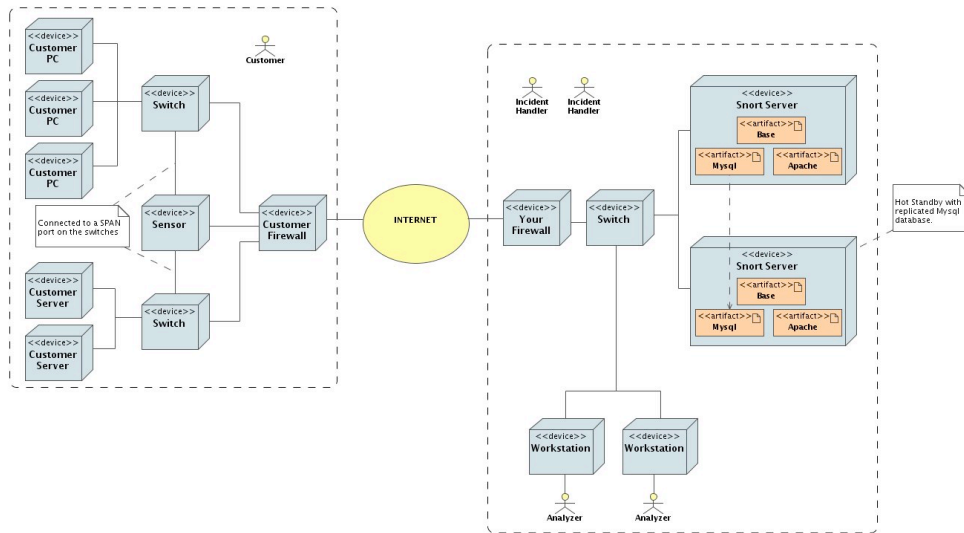 <<device>>
Customer
PC
<<device>>
Customer
PC
<<device>>
Customer
PC
<<device>>
Switch
Customer
Connected to a SPAN
port on the switches
<<device>>
Sensor
<<device>>
Customer
Firewall
<<device>>
Customer
Server
<<device>>
Customer
Server
<<device>>
Switch
INTERNET
Incident
Handler
Incident
Handler
<<device>>
Your
Firewall
<<device>>
Switch
<<device>>
Snort Server
<<artifact>>
Base
<<artifact>>
Mysql
<<artifact>>
Apache
Hot Standby with
replicated Mysql
database.
<<device>>
Snort Server
<<artifact>>
Base
<<artifact>>
Mysql
<<artifact>>
Apache
<<device>>
Workstation
<<device>>
Workstation
Analyzer
Analyzer